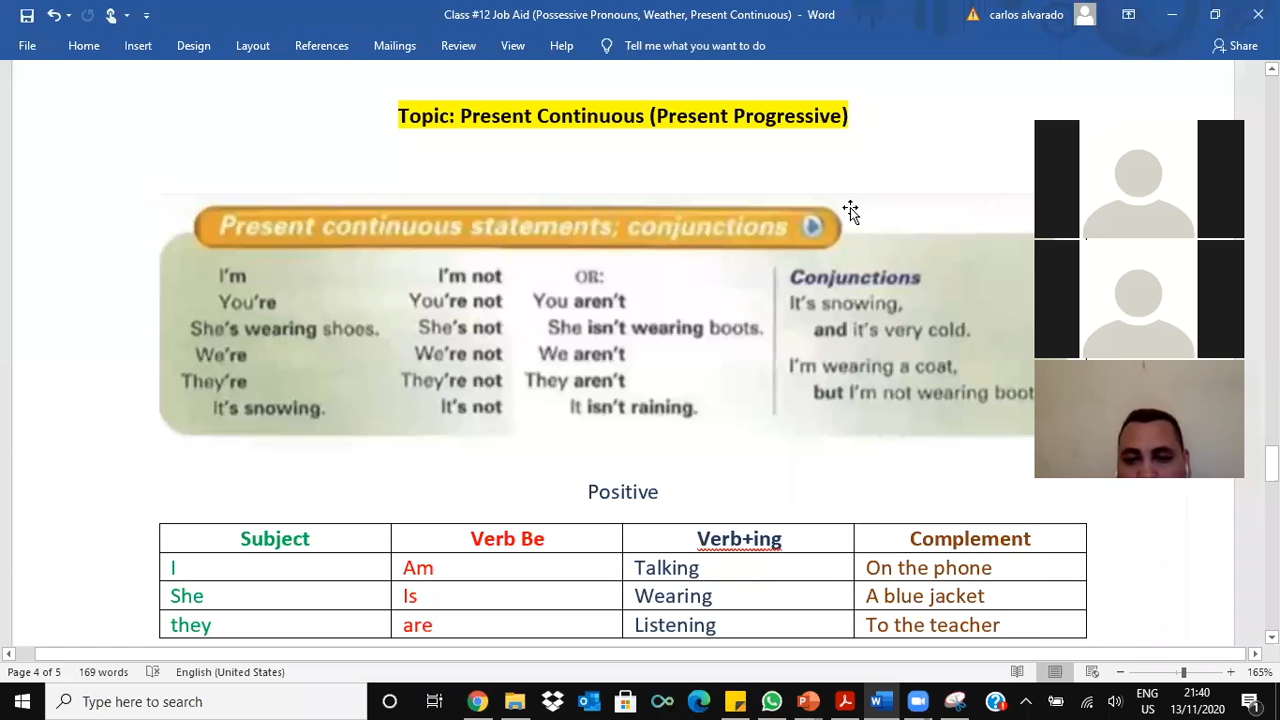 Class #12 Job Aid (Possessive Pronouns, Weather, Present Continuous) - Word
carlos alvarado
File Home Insert Design Layout References Mailings Review View Help Tell me what you want to do Share
Topic: Present Continuous (Present Progressive)
Present continuous statements; conjunctions
I'm I'm not OR: Conjunctions
You're You're not You aren't It's snowing,
She's wearing shoes. She's not She isn't wearing boots. and it's very cold.
We're We're not We aren't I'm wearing a coat,
They're They're not They aren't but I'm not wearing boot
It's snowing. It's not It isn't raining.
Positive
Subject Verb Be Verb+ing Complement
I Am Talking On the phone
She Is Wearing A blue jacket
they are Listening To the teacher
Page 4 of 5 169 words English (United States) 165%
Type here to search
ENG 21:40
US 13/11/2020